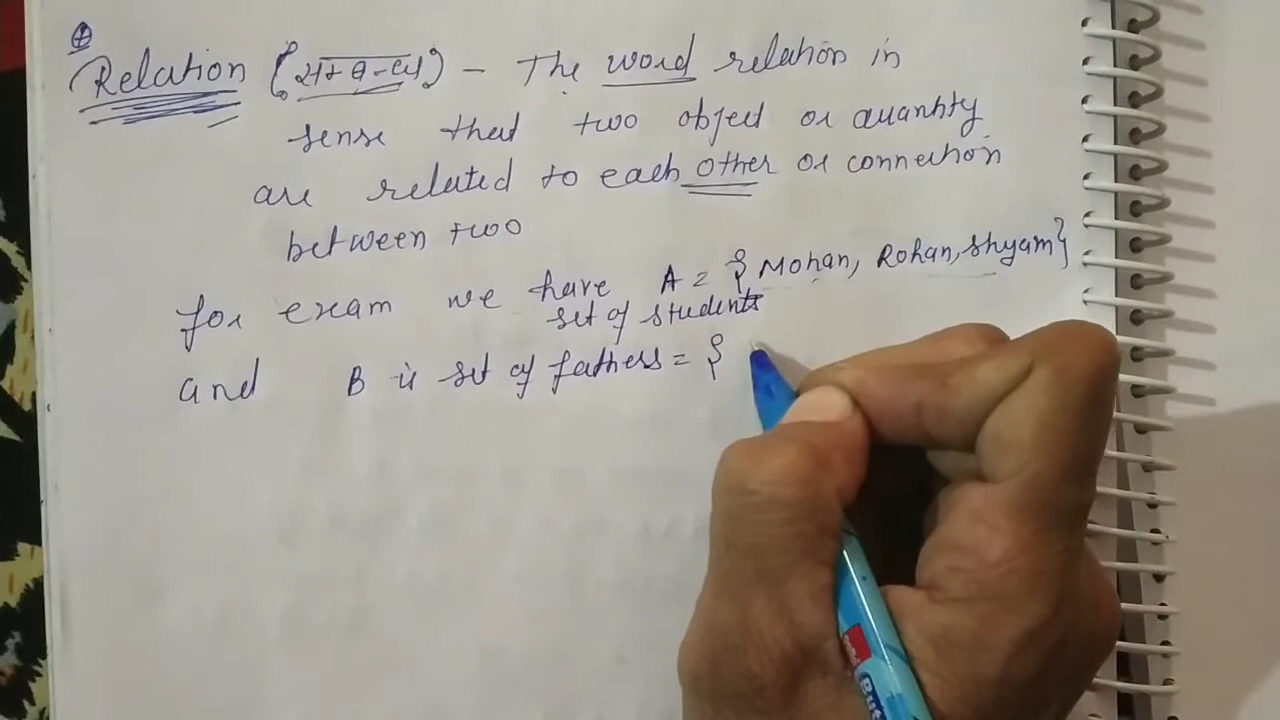 Relation (सम्बन्ध) - The word relation in
sense that two object or quantity
are related to each other or connection
between two
for exam we have A = { Mohan, Rohan, Shyam}
set of students
and B is set of fathers = {